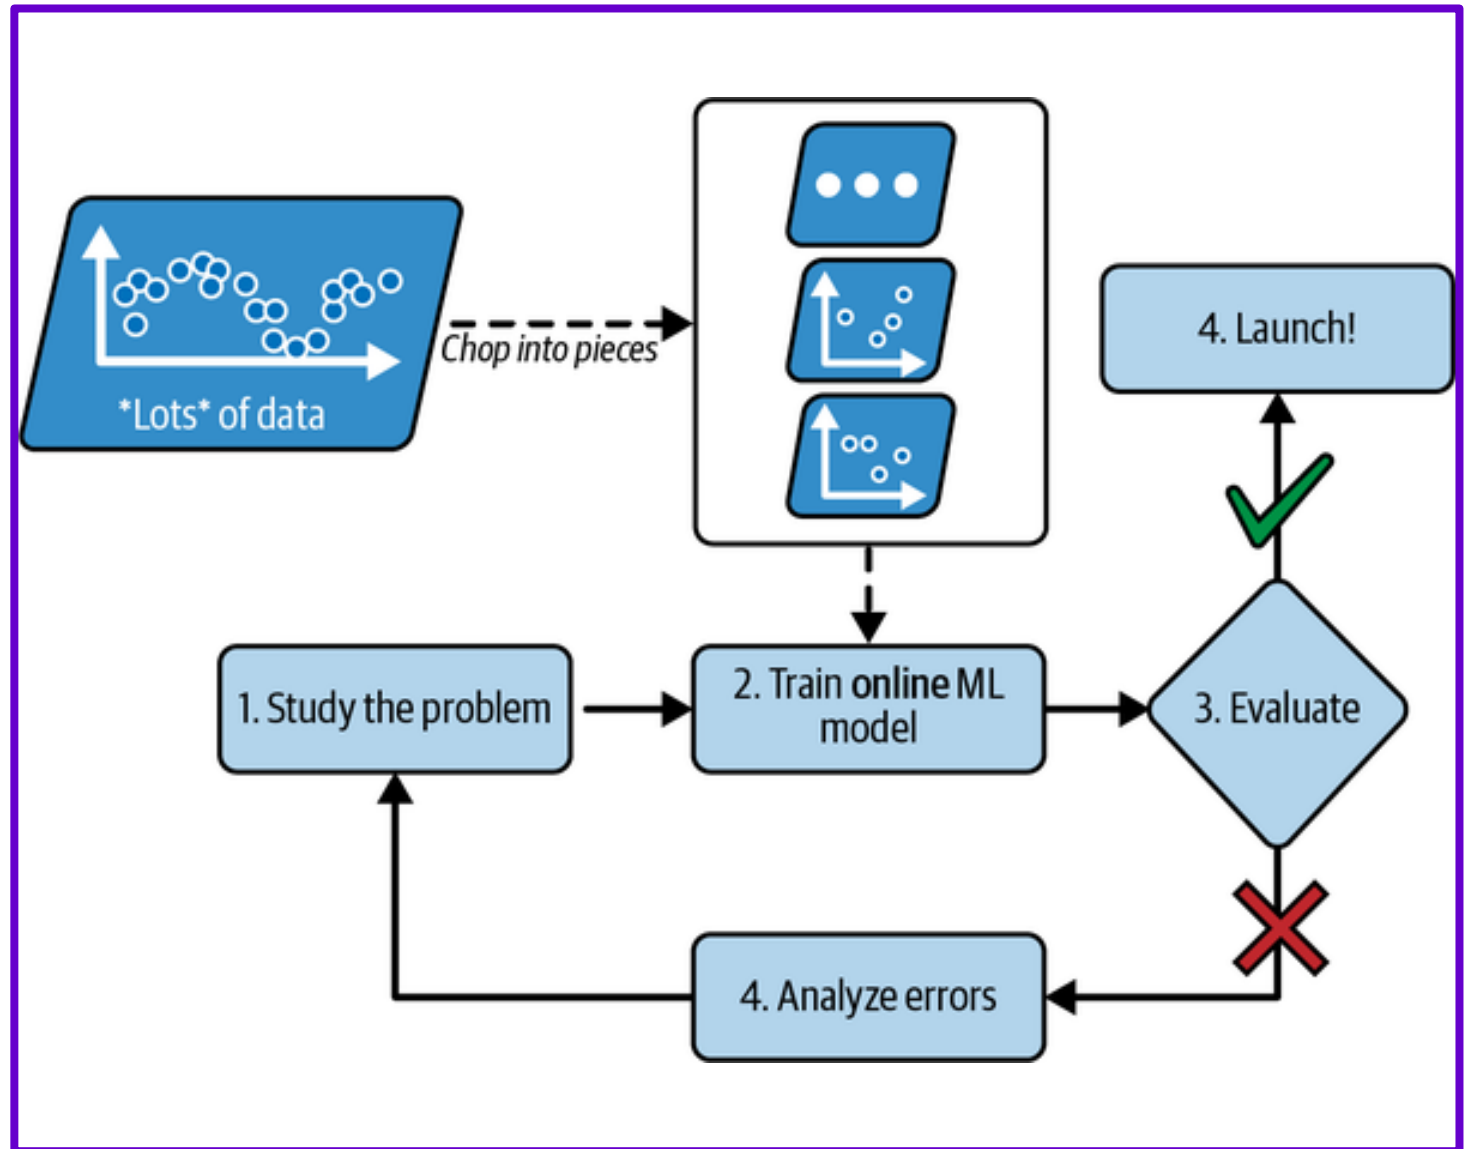 *Lots* of data
Chop into pieces
4. Launch!
1. Study the problem
2. Train online ML
model
3. Evaluate
4. Analyze errors